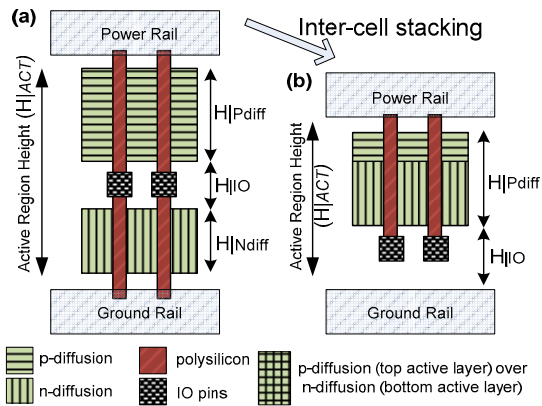 (a)
Inter-cell stacking
Power Rail
(b)
Active Region Height (H|ACT)
H|Pdiff
H|IO
H|Ndiff
Ground Rail
Power Rail
Active Region Height
(H|ACT)
H|Pdiff
H|IO
Ground Rail
p-diffusion
n-diffusion
polysilicon
IO pins
p-diffusion (top active layer) over
n-diffusion (bottom active layer)